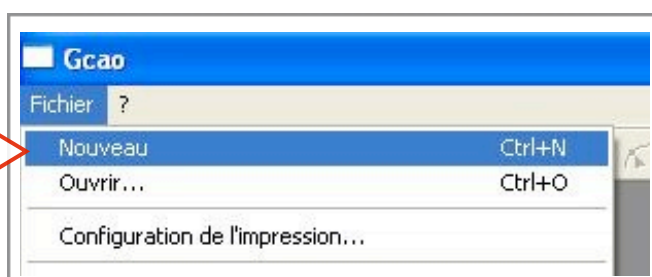 Gcao
Fichier ?
Nouveau Ctrl+N
Ouvrir... Ctrl+O
Configuration de l'impression...